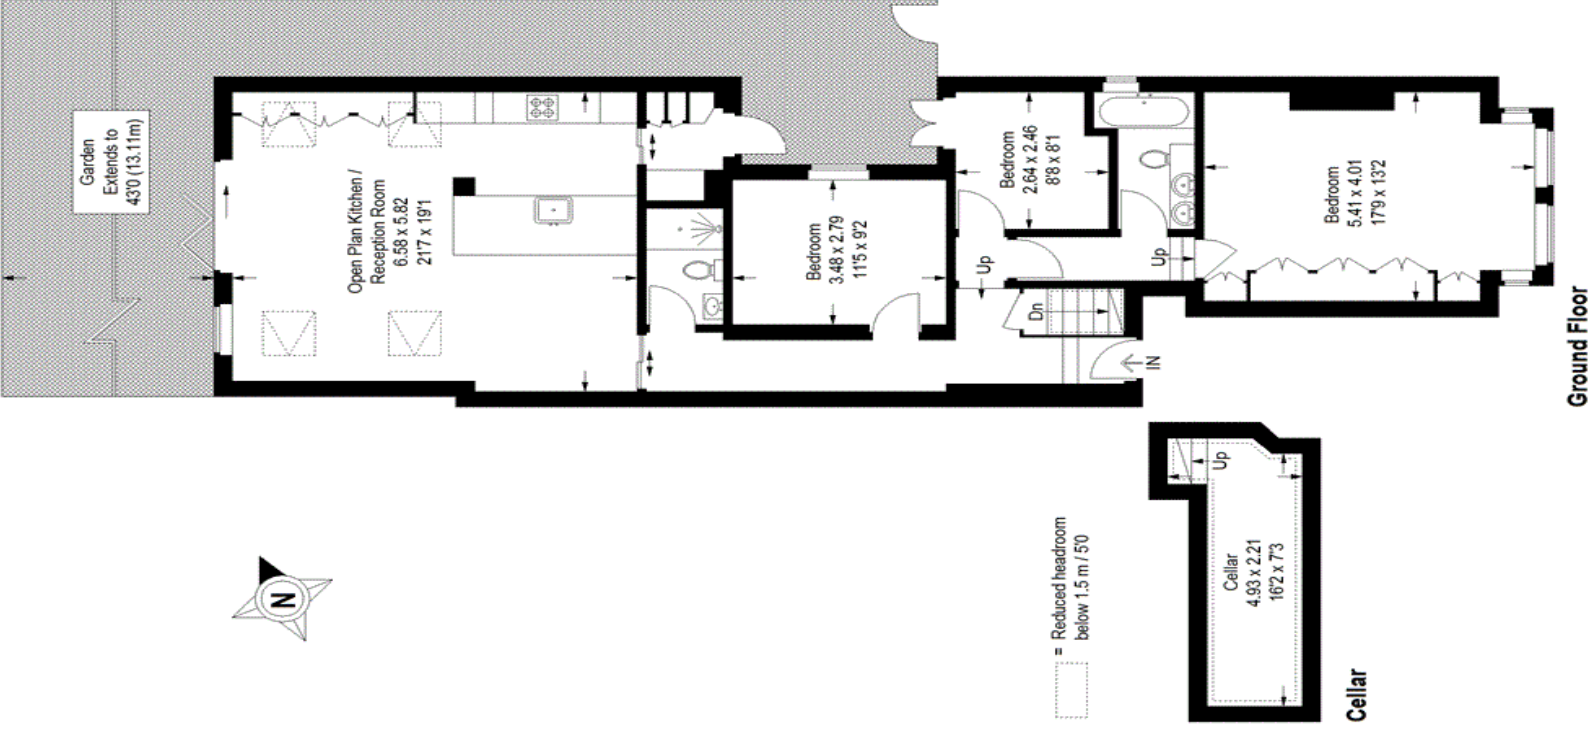 Garden
Extends to
43'0 (13.11m)
Open Plan Kitchen /
Reception Room
6.58 x 5.82
21'7 x 19'1
Bedroom
3.48 x 2.79
11'5 x 9'2
Bedroom
2.64 x 2.46
8'8 x 8'1
Bedroom
5.41 x 4.01
17'9 x 13'2
Up
Up
Dn
IN
Ground Floor
N
= Reduced headroom
below 1.5 m / 5'0
Up
Cellar
4.93 x 2.21
16'2 x 7'3
Cellar